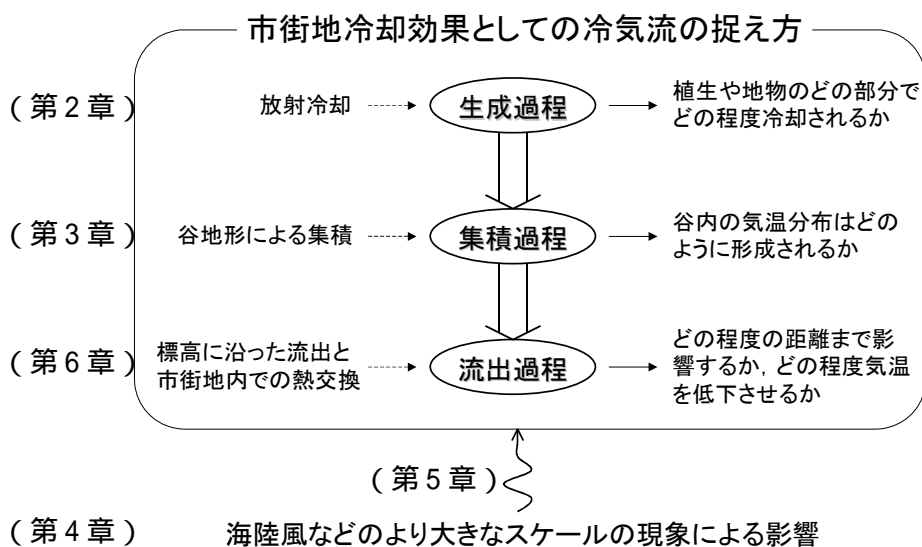 市街地冷却効果としての冷気流の捉え方
(第2章)
放射冷却
生成過程
植生や地物のどの部分で
どの程度冷却されるか
(第3章)
谷地形による集積
集積過程
谷内の気温分布はどの
ように形成されるか
(第6章)
標高に沿った流出と
市街地内での熱交換
流出過程
どの程度の距離まで影
響するか，どの程度気温
を低下させるか
(第5章)
(第4章)
海陸風などのより大きなスケールの現象による影響